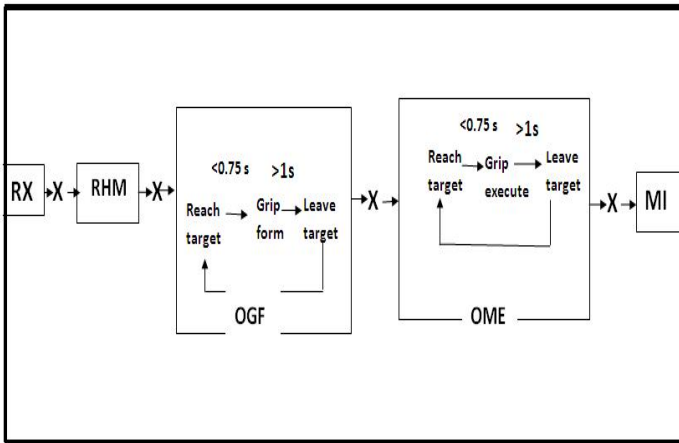 RX X RHM X
<0.75 s >1s
Reach target
Grip form
Leave target
OGF
X
<0.75 s >1s
Reach target
Grip execute
Leave target
OME
X MI